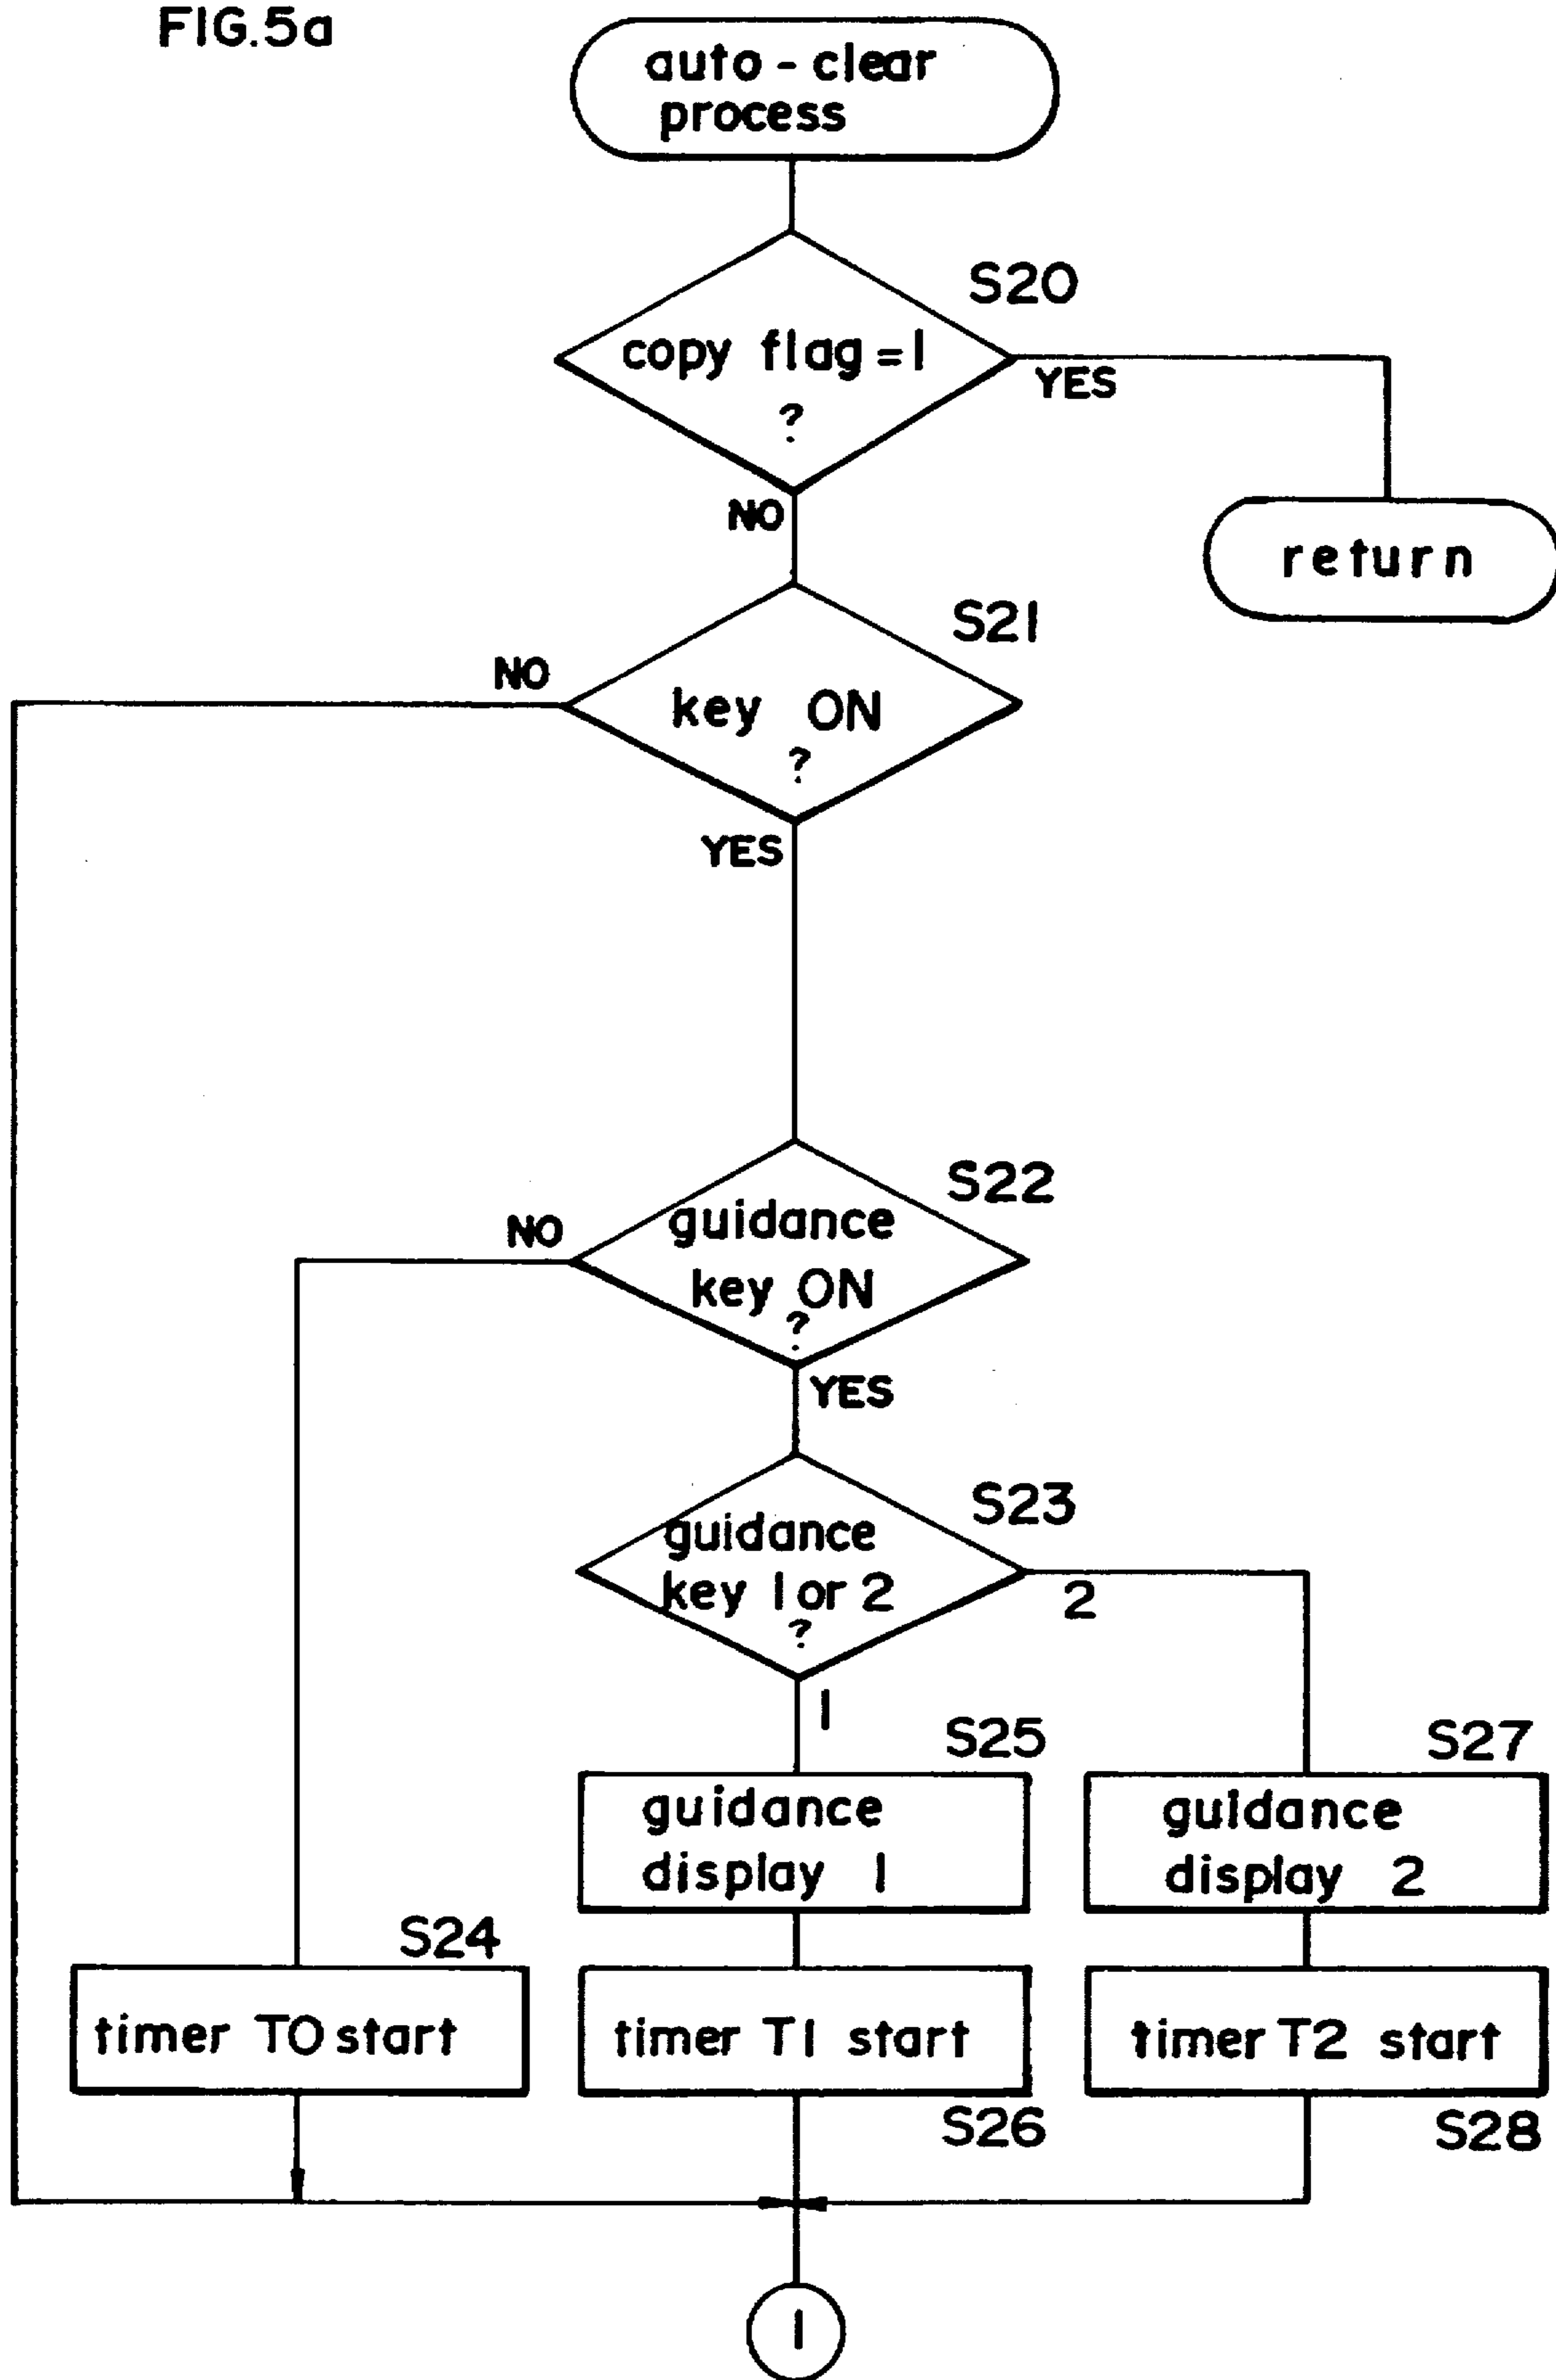 FIG.5a
auto-clear
process
S20
copy flag=1
?
YES
NO
return
S21
NO
key ON
?
YES
S22
NO
guidance
key ON
?
YES
S23
guidance
key 1 or 2
?
2
1
S25
guidance
display 1
S27
guidance
display 2
S24
timer T0 start
timer T1 start
S26
timer T2 start
S28
1